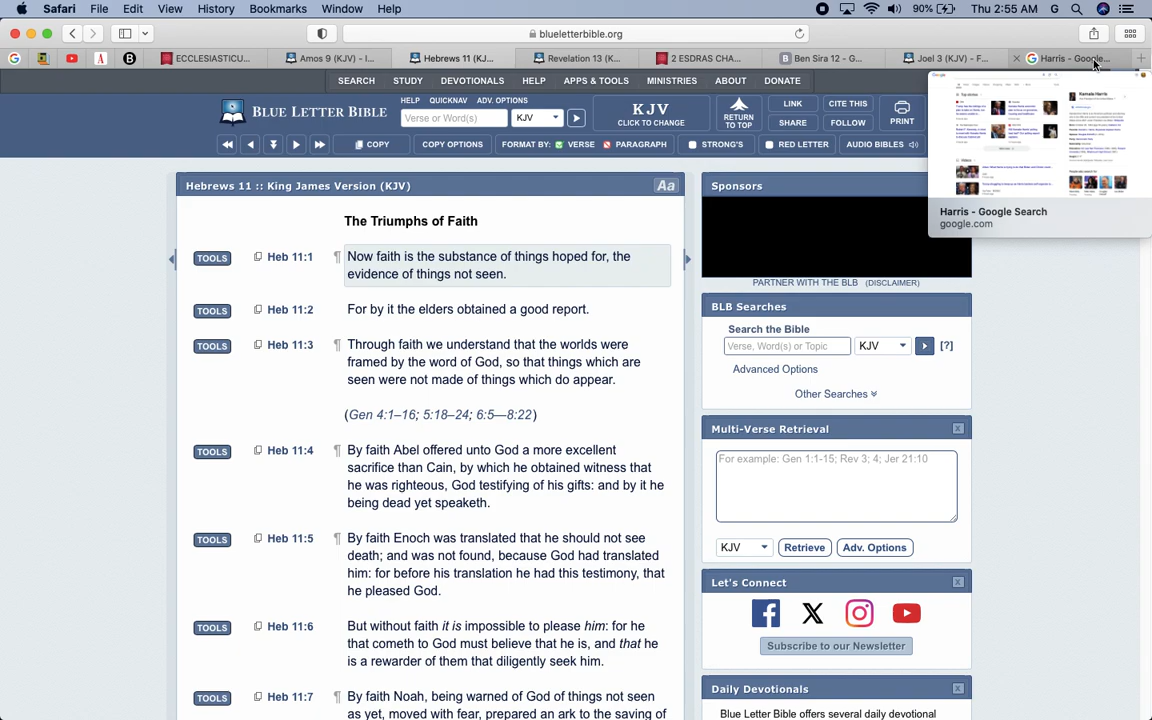 Safari File Edit View History Bookmarks Window Help 90% Thu 2:55 AM G
blueletterbible.org
ECCLESIASTICU... Amos 9 (KJV) - I... Hebrews 11 (KJ... Revelation 13 (K... 2 ESDRAS CHA... Ben Sira 12 - G... Joel 3 (KJV) - F... Harris - Google...
SEARCH STUDY DEVOTIONALS HELP APPS & TOOLS MINISTRIES ABOUT DONATE
HELP QUICKNAV ADV. OPTIONS
BLUE LETTER BIBLE
Verse or Word(s) KJV
KJV
CLICK TO CHANGE
RETURN
TO TOP
LINK CITE THIS
SHARE FOLLOW
PRINT
COPY COPY OPTIONS FORMAT BY: VERSE PARAGRAPH STRONG'S RED LETTER AUDIO BIBLES
Harris - Google Search
google.com
Hebrews 11 :: King James Version (KJV) Aa
The Triumphs of Faith
TOOLS Heb 11:1 ¶ Now faith is the substance of things hoped for, the
evidence of things not seen.
TOOLS Heb 11:2 For by it the elders obtained a good report.
TOOLS Heb 11:3 ¶ Through faith we understand that the worlds were
framed by the word of God, so that things which are
seen were not made of things which do appear.
(Gen 4:1–16; 5:18–24; 6:5—8:22)
TOOLS Heb 11:4 ¶ By faith Abel offered unto God a more excellent
sacrifice than Cain, by which he obtained witness that
he was righteous, God testifying of his gifts: and by it he
being dead yet speaketh.
TOOLS Heb 11:5 ¶ By faith Enoch was translated that he should not see
death; and was not found, because God had translated
him: for before his translation he had this testimony, that
he pleased God.
TOOLS Heb 11:6 But without faith it is impossible to please him: for he
that cometh to God must believe that he is, and that he
is a rewarder of them that diligently seek him.
TOOLS Heb 11:7 ¶ By faith Noah, being warned of God of things not seen
as yet, moved with fear, prepared an ark to the saving of
Sponsors
PARTNER WITH THE BLB (DISCLAIMER)
BLB Searches
Search the Bible
Verse, Word(s) or Topic KJV [?]
Advanced Options
Other Searches
Multi-Verse Retrieval
For example: Gen 1:1-15; Rev 3; 4; Jer 21:10
KJV Retrieve Adv. Options
Let's Connect
Subscribe to our Newsletter
Daily Devotionals
Blue Letter Bible offers several daily devotional